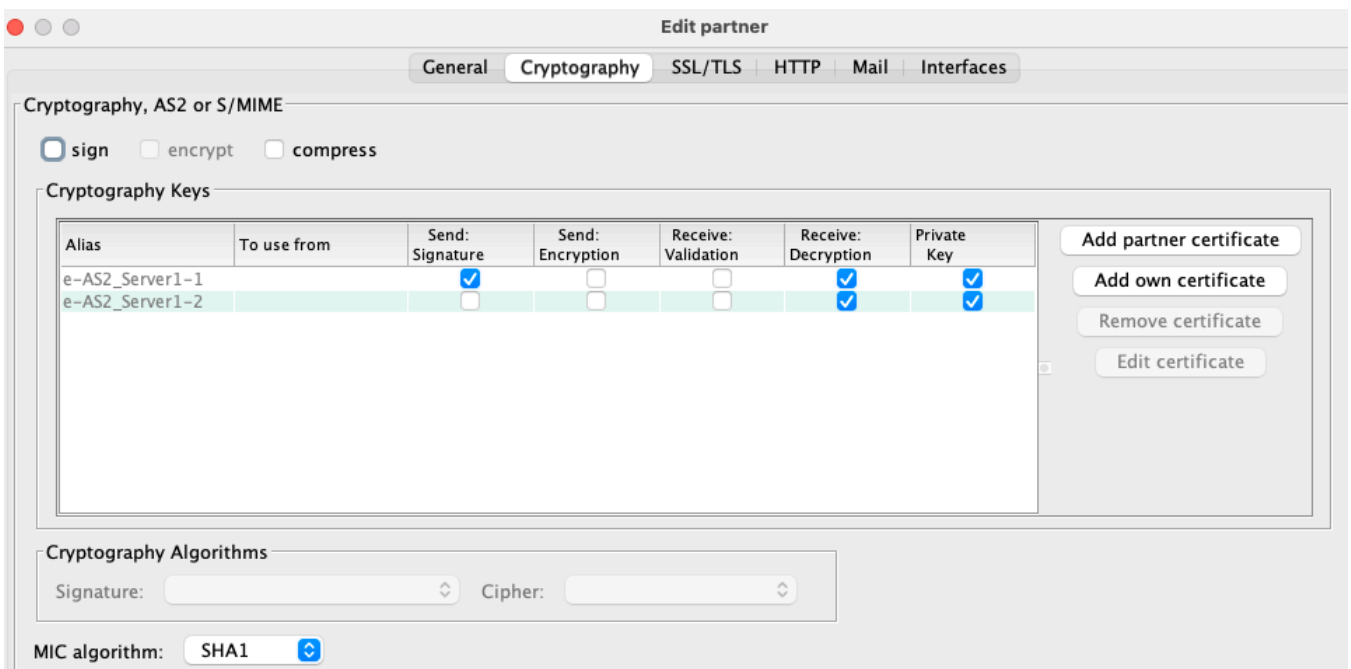 Edit partner
General Cryptography SSL/TLS HTTP Mail Interfaces
Cryptography, AS2 or S/MIME
sign encrypt compress
Cryptography Keys
Alias To use from Send: Signature Send: Encryption Receive: Validation Receive: Decryption Private Key
e-AS2_Server1-1
e-AS2_Server1-2
Add partner certificate
Add own certificate
Remove certificate
Edit certificate
Cryptography Algorithms
Signature: Cipher:
MIC algorithm: SHA1